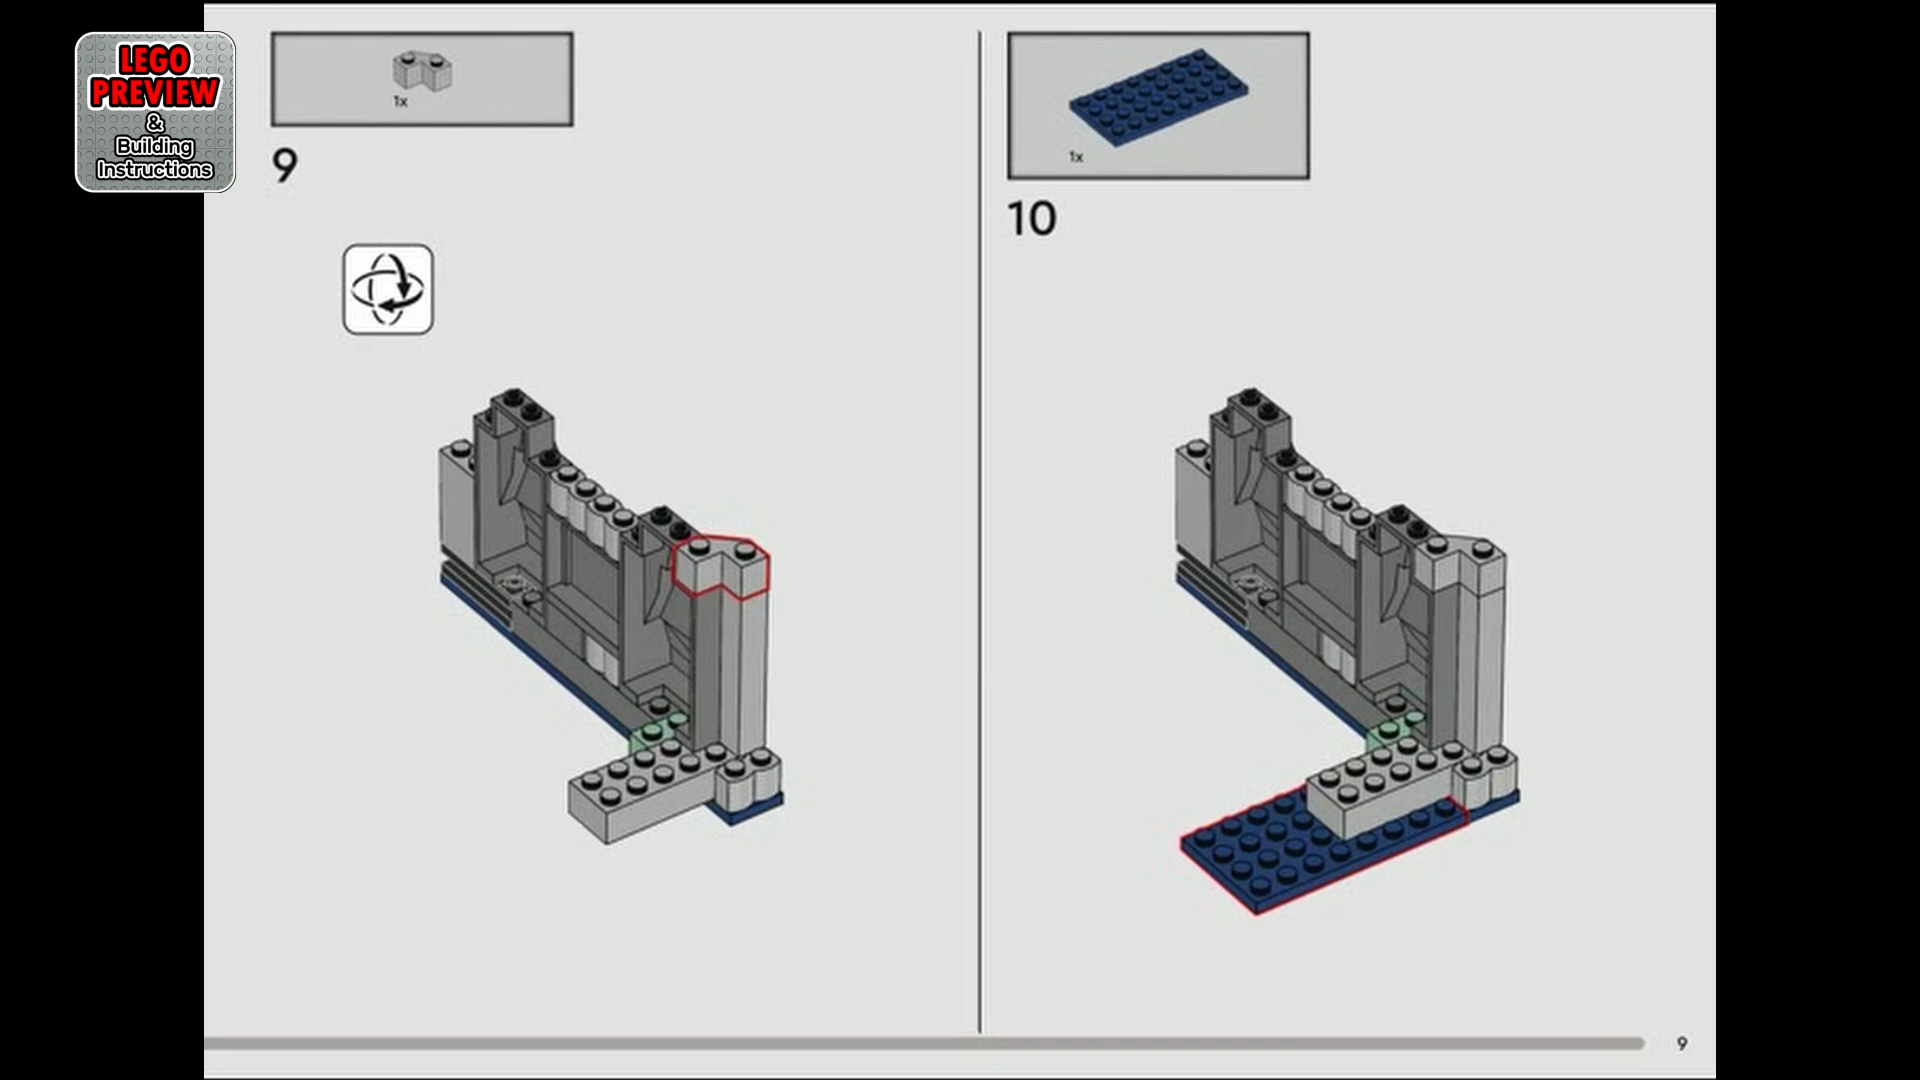 LEGO
PREVIEW
&
Building
Instructions
1x
9
1x
10
9